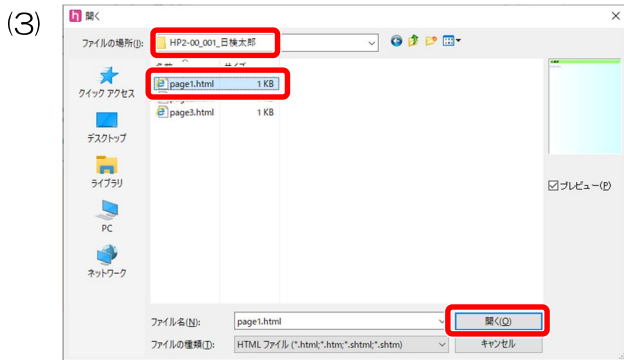 (3)
開く
ファイルの場所(I):
HP2-00_001_日検太郎
page1.html 1 KB
page3.html 1 KB
クイック アクセス
デスクトップ
ライブラリ
PC
ネットワーク
プレビュー(P)
ファイル名(N): page1.html 開く(O)
ファイルの種類(T): HTML ファイル (*.html;*.htm;*.shtml;*.shtm) キャンセル